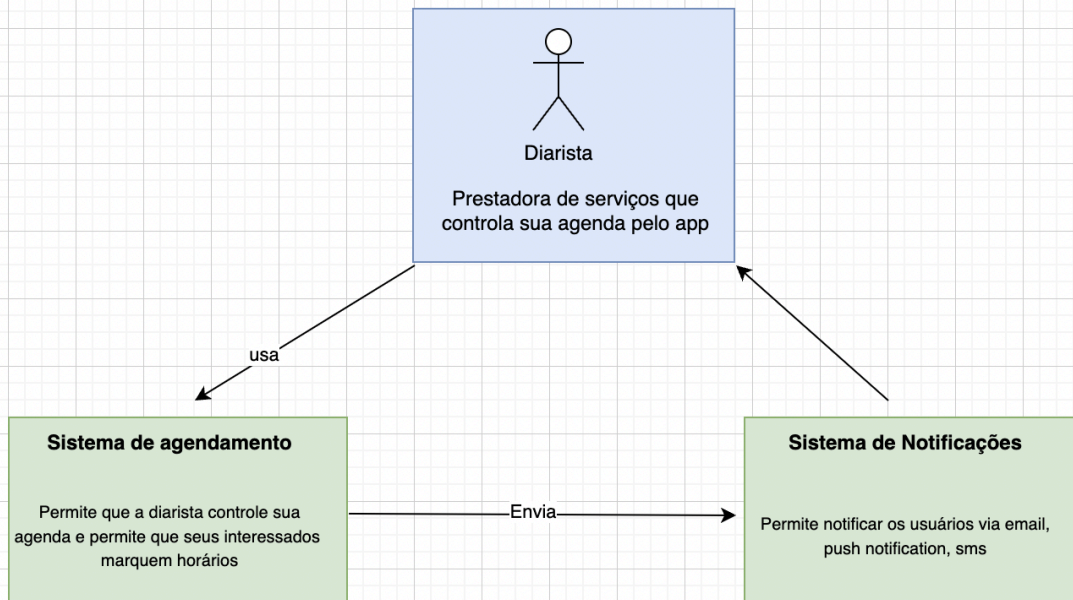 Diarista
Prestadora de serviços que
controla sua agenda pelo app
usa
Sistema de agendamento
Permite que a diarista controle sua
agenda e permite que seus interessados
marquem horários
Envia
Sistema de Notificações
Permite notificar os usuários via email,
push notification, sms